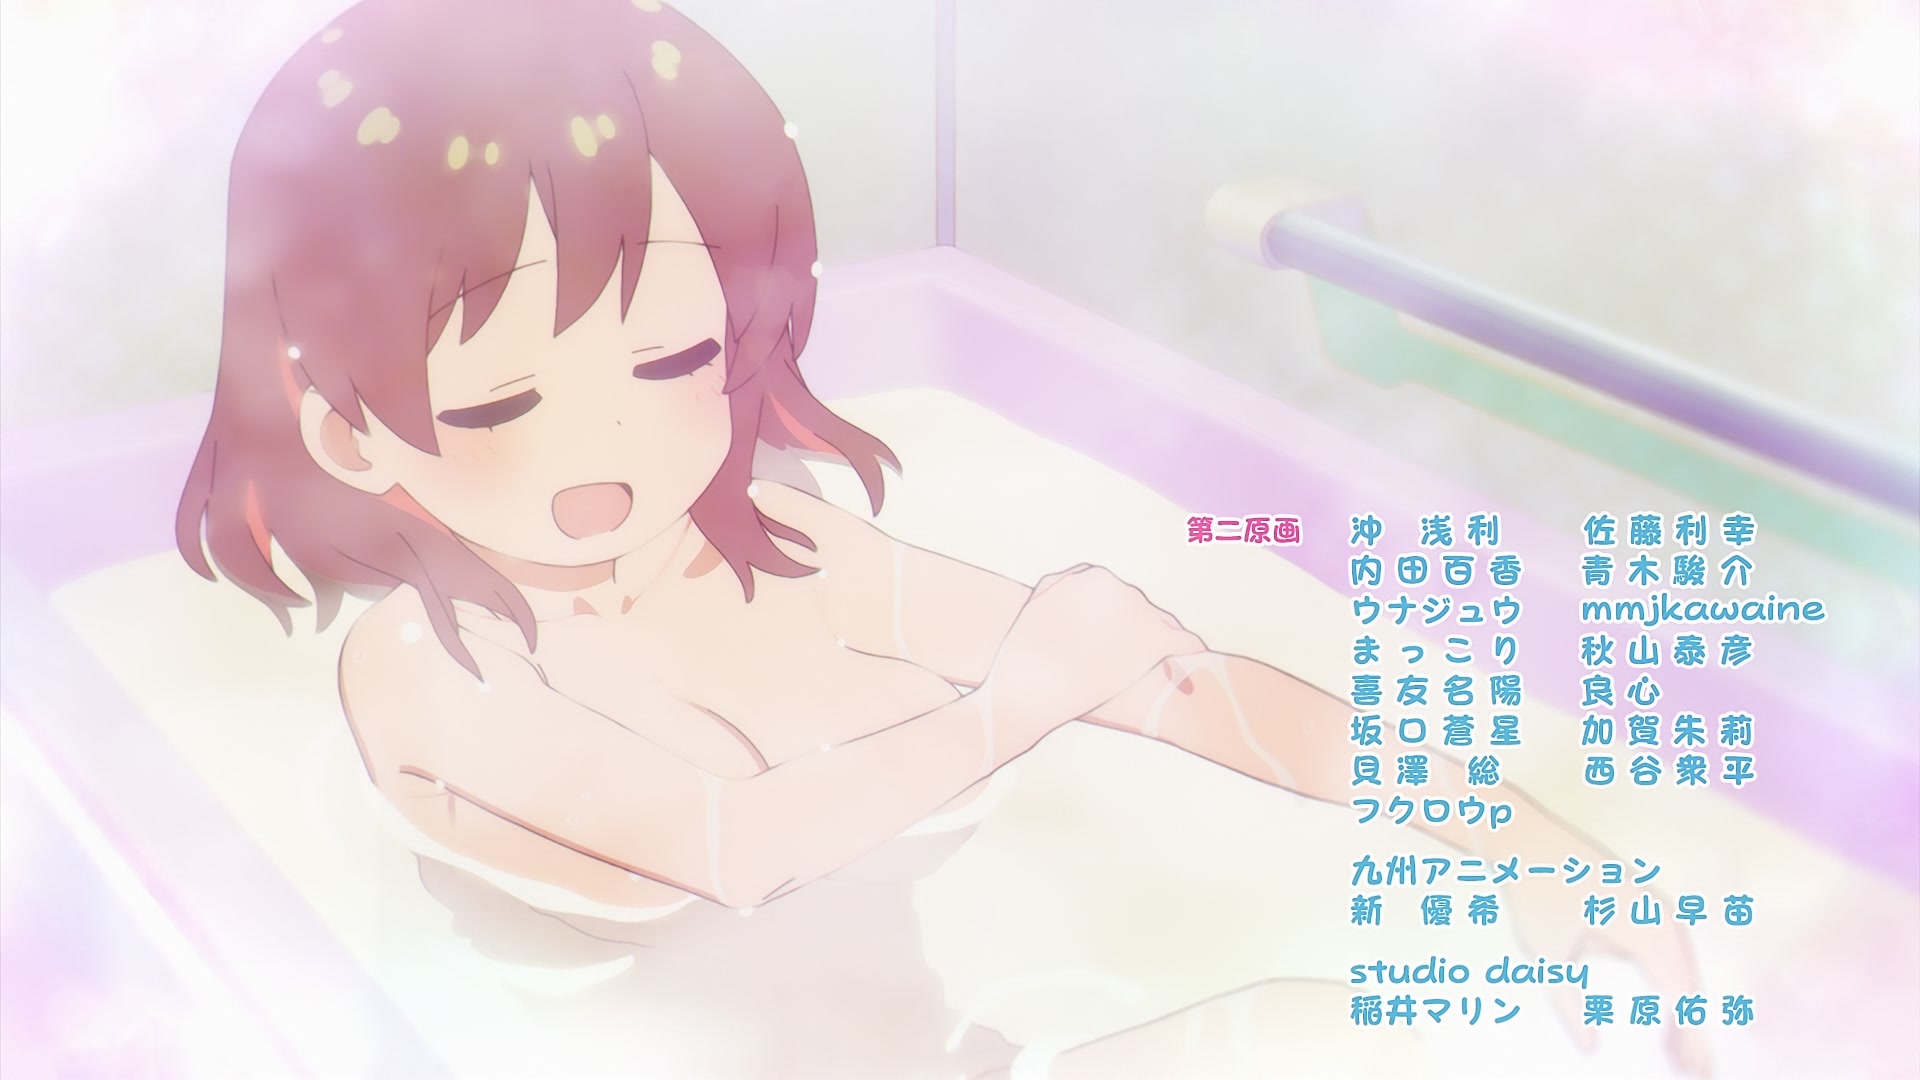 第二原画 沖 浅利 佐藤利幸
内田百香 青木駿介
ウナジュウ mmjkawaine
まっこり 秋山泰彦
喜友名陽 良心
坂口蒼星 加賀朱莉
貝澤 総 西谷衆平
フクロウp
九州アニメーション
新 優希 杉山早苗
studio daisy
稲井マリン 栗原佑弥